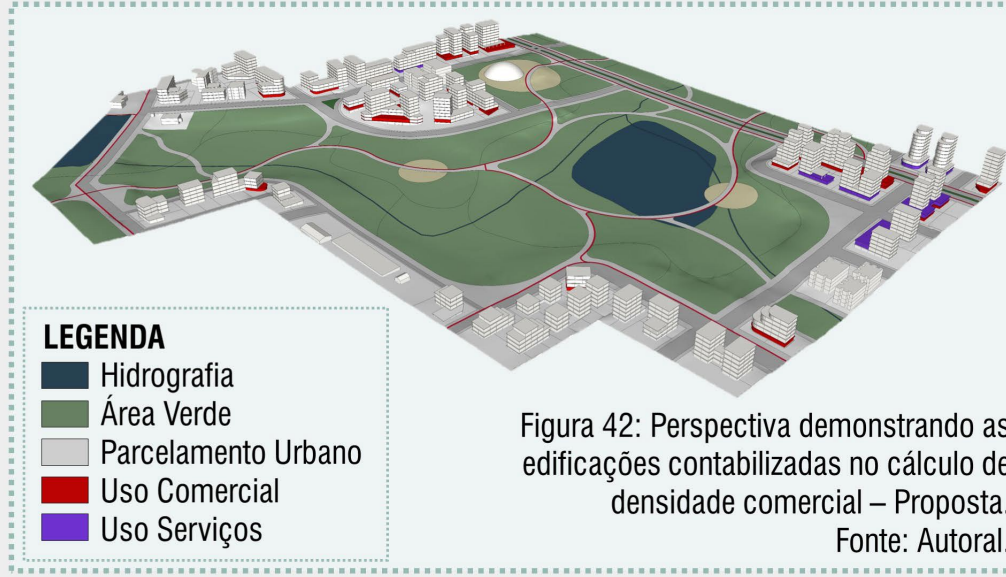 LEGENDA
Hidrografia
Área Verde
Parcelamento Urbano
Uso Comercial
Uso Serviços
Figura 42: Perspectiva demonstrando as
edificações contabilizadas no cálculo de
densidade comercial – Proposta.
Fonte: Autoral.